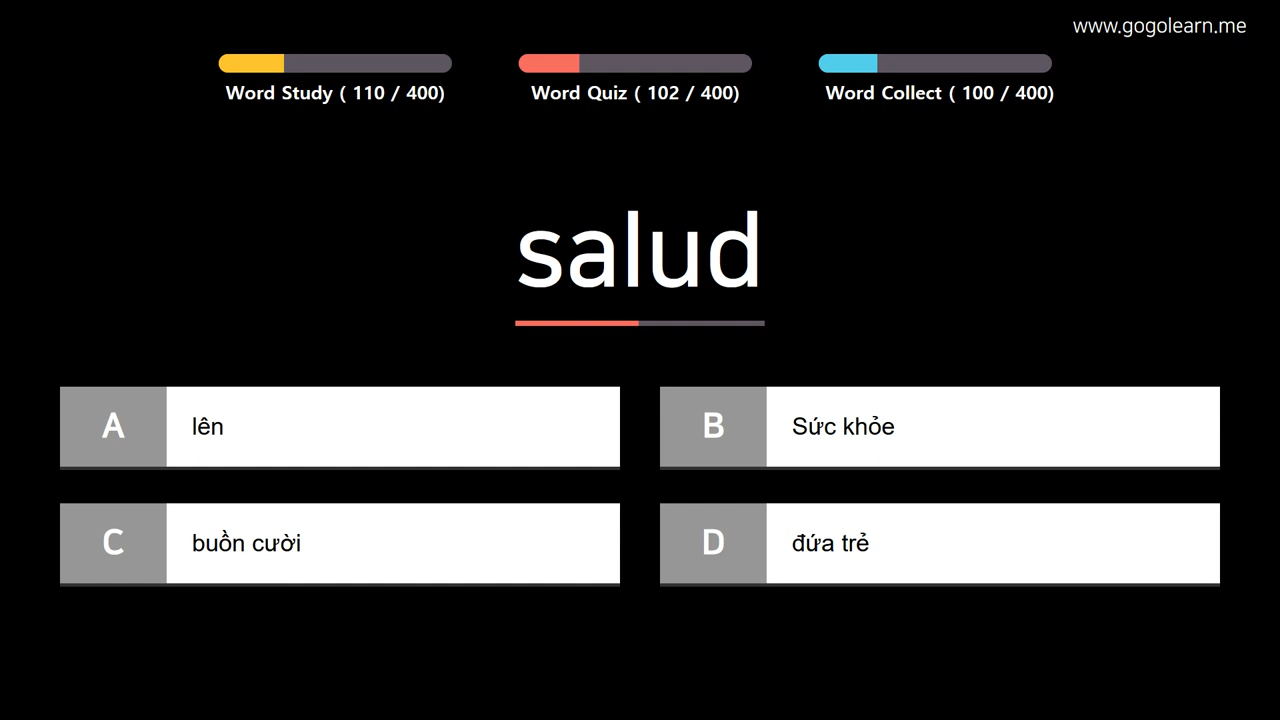 www.gogolearn.me
Word Study ( 110 / 400)
Word Quiz ( 102 / 400)
Word Collect ( 100 / 400)
salud
A lên
B Sức khỏe
C buồn cười
D đứa trẻ